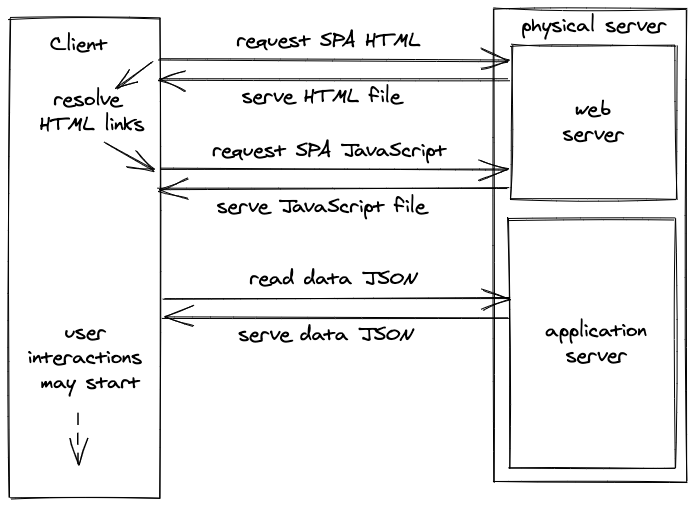 Client
request SPA HTML
physical server
resolve
HTML links
serve HTML file
web
server
request SPA JavaScript
serve JavaScript file
read data JSON
serve data JSON
application
server
user
interactions
may start